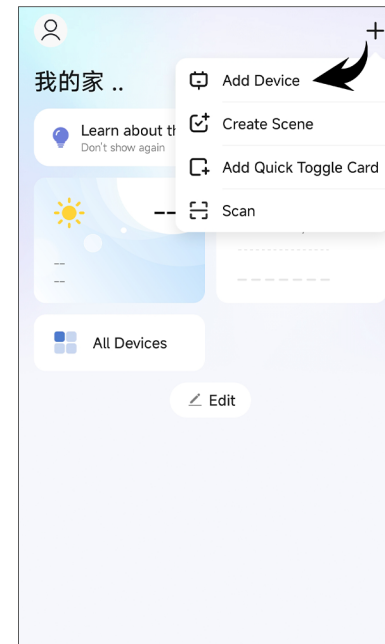 我的家 ..
Add Device
Create Scene
Add Quick Toggle Card
Scan
Learn about th
Don't show again
--
--
--
All Devices
Edit